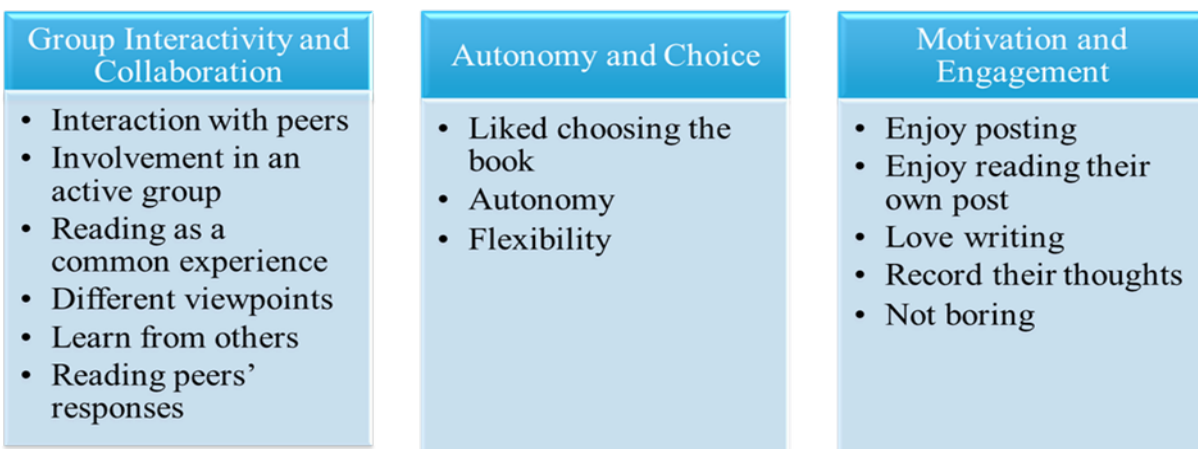 Group Interactivity and
Collaboration
• Interaction with peers
• Involvement in an
active group
• Reading as a
common experience
• Different viewpoints
• Learn from others
• Reading peers’
responses
Autonomy and Choice
• Liked choosing the
book
• Autonomy
• Flexibility
Motivation and
Engagement
• Enjoy posting
• Enjoy reading their
own post
• Love writing
• Record their thoughts
• Not boring